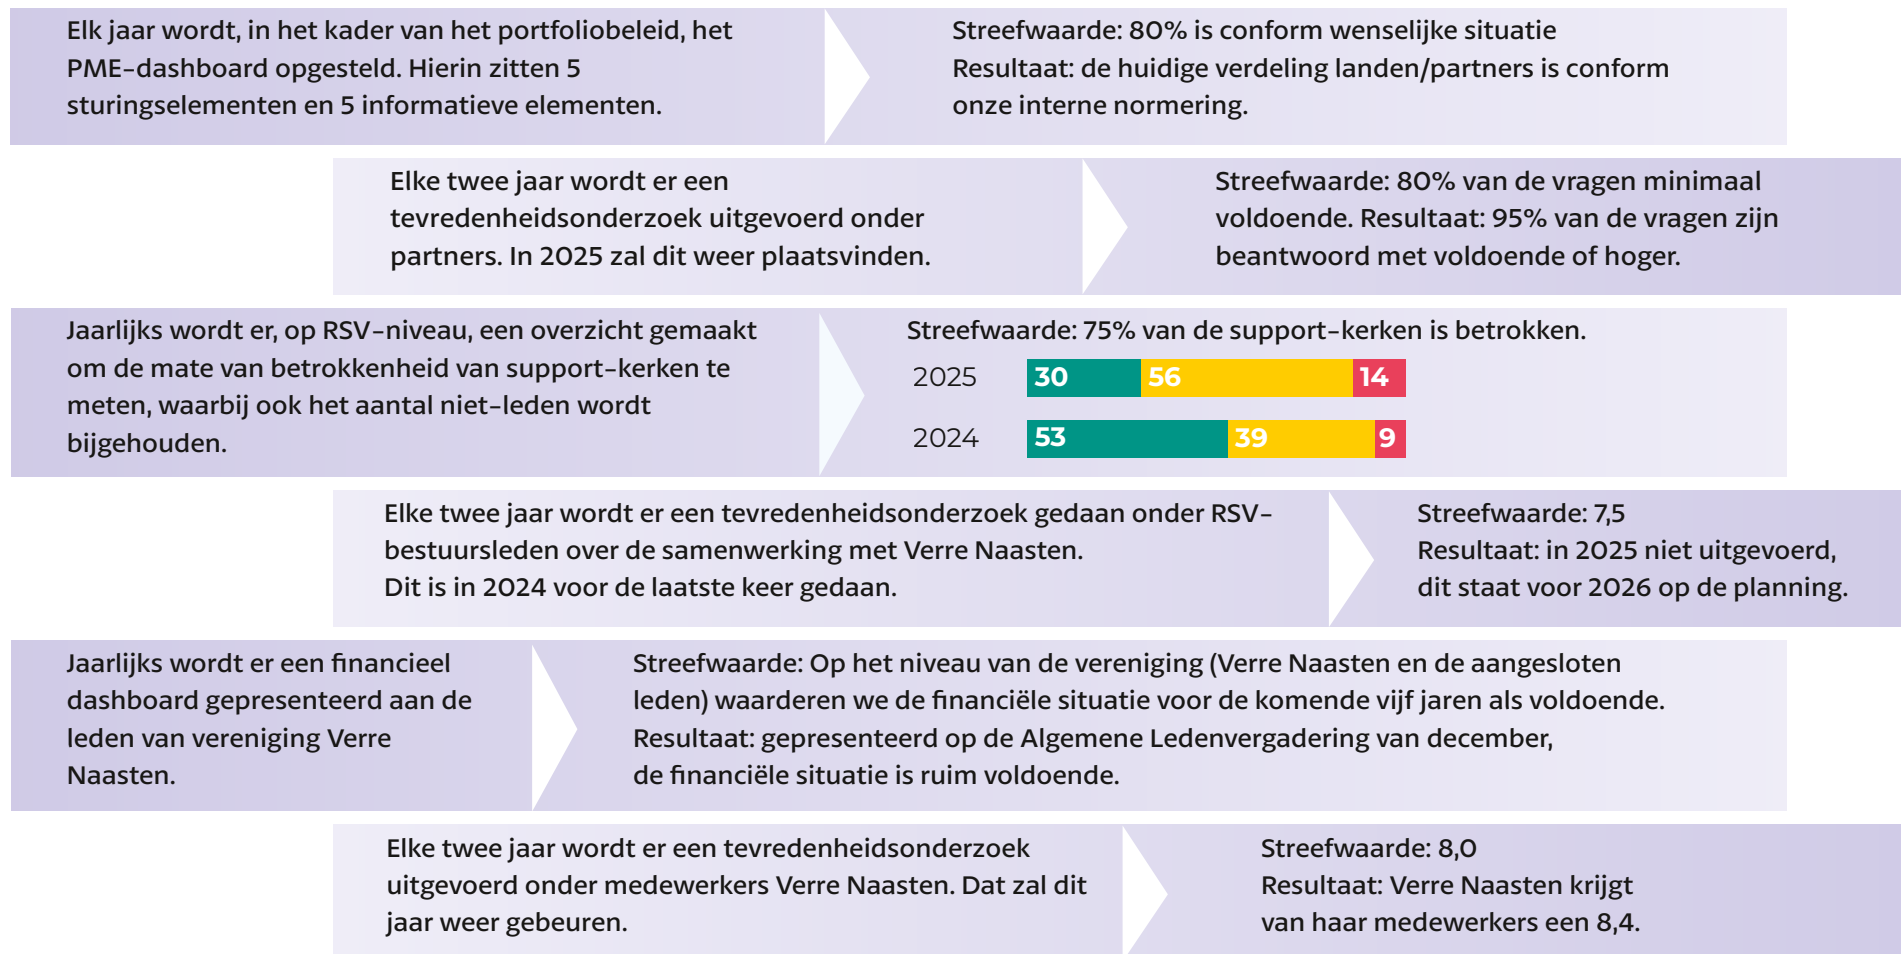 Elk jaar wordt, in het kader van het portfoliobeleid, het
PME-dashboard opgesteld. Hierin zitten 5
sturingselementen en 5 informatieve elementen.
Streefwaarde: 80% is conform wenselijke situatie
Resultaat: de huidige verdeling landen/partners is conform
onze interne normering.
Elke twee jaar wordt er een
tevredenheidsonderzoek uitgevoerd onder
partners. In 2025 zal dit weer plaatsvinden.
Streefwaarde: 80% van de vragen minimaal
voldoende. Resultaat: 95% van de vragen zijn
beantwoord met voldoende of hoger.
Jaarlijks wordt er, op RSV-niveau, een overzicht gemaakt
om de mate van betrokkenheid van support-kerken te
meten, waarbij ook het aantal niet-leden wordt
bijgehouden.
Streefwaarde: 75% van de support-kerken is betrokken.
2025 30 56 14
2024 53 39 9
Elke twee jaar wordt er een tevredenheidsonderzoek gedaan onder RSV-
bestuursleden over de samenwerking met Verre Naasten.
Dit is in 2024 voor de laatste keer gedaan.
Streefwaarde: 7,5
Resultaat: in 2025 niet uitgevoerd,
dit staat voor 2026 op de planning.
Jaarlijks wordt er een financieel
dashboard gepresenteerd aan de
leden van vereniging Verre
Naasten.
Streefwaarde: Op het niveau van de vereniging (Verre Naasten en de aangesloten
leden) waarderen we de financiële situatie voor de komende vijf jaren als voldoende.
Resultaat: gepresenteerd op de Algemene Ledenvergadering van december,
de financiële situatie is ruim voldoende.
Elke twee jaar wordt er een tevredenheidsonderzoek
uitgevoerd onder medewerkers Verre Naasten. Dat zal dit
jaar weer gebeuren.
Streefwaarde: 8,0
Resultaat: Verre Naasten krijgt
van haar medewerkers een 8,4.